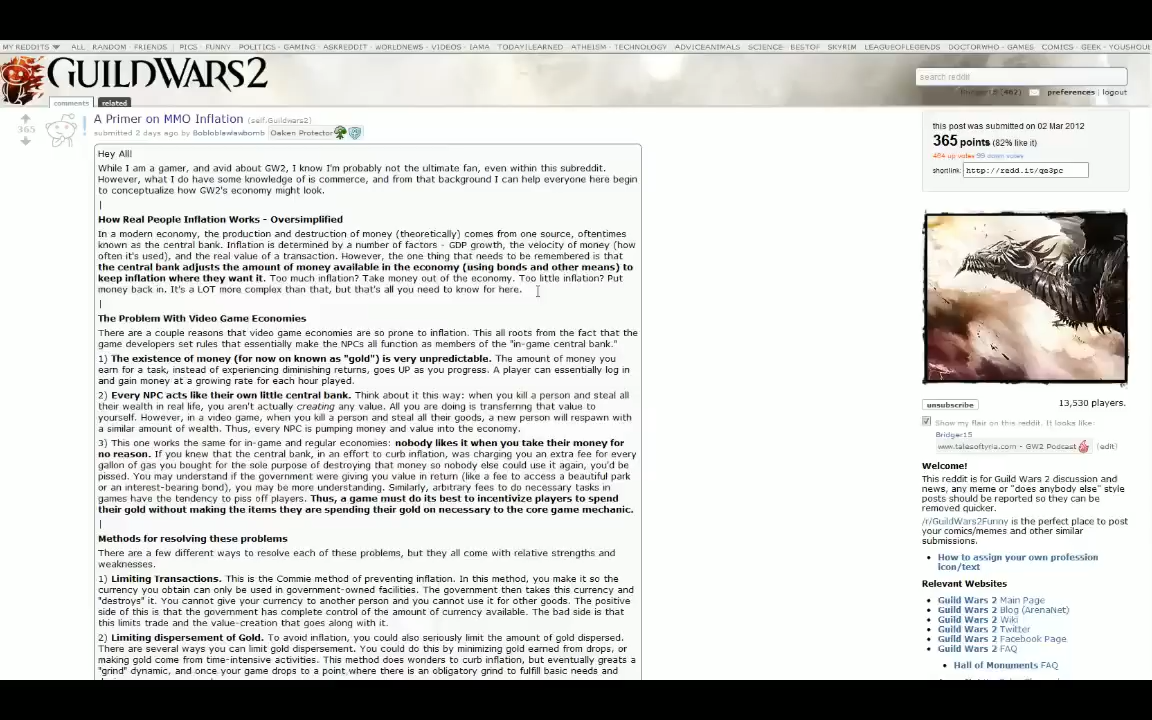 MY REDDITS ▼ ALL · RANDOM · FRIENDS | PICS · FUNNY · POLITICS · GAMING · ASKREDDIT · WORLDNEWS · VIDEOS · IAMA · TODAYILEARNED · ATHEISM · TECHNOLOGY · ADVICEANIMALS · SCIENCE · BESTOF · SKYRIM · LEAGUEOFLEGENDS · DOCTORWHO · GAMES · COMICS · GEEK · YOUSHOUL
GUILDWARS2
search reddit
(462) preferences | logout
comments related
A Primer on MMO Inflation (self.Guildwars2)
submitted 2 days ago by Bobloblawlawbomb Oaken Protector
365
Hey All!
While I am a gamer, and avid about GW2, I know I'm probably not the ultimate fan, even within this subreddit.
However, what I do have some knowledge of is commerce, and from that background I can help everyone here begin
to conceptualize how GW2's economy might look.
|
How Real People Inflation Works - Oversimplified
In a modern economy, the production and destruction of money (theoretically) comes from one source, oftentimes
known as the central bank. Inflation is determined by a number of factors - GDP growth, the velocity of money (how
often it's used), and the real value of a transaction. However, the one thing that needs to be remembered is that
the central bank adjusts the amount of money available in the economy (using bonds and other means) to
keep inflation where they want it. Too much inflation? Take money out of the economy. Too little inflation? Put
money back in. It's a LOT more complex than that, but that's all you need to know for here.
|
The Problem With Video Game Economies
There are a couple reasons that video game economies are so prone to inflation. This all roots from the fact that the
game developers set rules that essentially make the NPCs all function as members of the "in-game central bank."
1) The existence of money (for now on known as "gold") is very unpredictable. The amount of money you
earn for a task, instead of experiencing diminishing returns, goes UP as you progress. A player can essentially log in
and gain money at a growing rate for each hour played.
2) Every NPC acts like their own little central bank. Think about it this way: when you kill a person and steal all
their wealth in real life, you aren't actually creating any value. All you are doing is transferring that value to
yourself. However, in a video game, when you kill a person and steal all their goods, a new person will respawn with
a similar amount of wealth. Thus, every NPC is pumping money and value into the economy.
3) This one works the same for in-game and regular economies: nobody likes it when you take their money for
no reason. If you knew that the central bank, in an effort to curb inflation, was charging you an extra fee for every
gallon of gas you bought for the sole purpose of destroying that money so nobody else could use it again, you'd be
pissed. You may understand if the government were giving you value in return (like a fee to access a beautiful park
or an interest-bearing bond), you may be more understanding. Similarly, arbitrary fees to do necessary tasks in
games have the tendency to piss off players. Thus, a game must do its best to incentivize players to spend
their gold without making the items they are spending their gold on necessary to the core game mechanic.
|
Methods for resolving these problems
There are a few different ways to resolve each of these problems, but they all come with relative strengths and
weaknesses.
1) Limiting Transactions. This is the Commie method of preventing inflation. In this method, you make it so the
currency you obtain can only be used in government-owned facilities. The government then takes this currency and
"destroys" it. You cannot give your currency to another person and you cannot use it for other goods. The positive
side of this is that the government has complete control of the amount of currency available. The bad side is that
this limits trade and the value-creation that goes along with it.
2) Limiting dispersement of Gold. To avoid inflation, you could also seriously limit the amount of gold dispersed.
There are several ways you can limit gold dispersement. You could do this by minimizing gold earned from drops, or
making gold come from time-intensive activities. This method does wonders to curb inflation, but eventually greats a
"grind" dynamic, and once your game drops to a point where there is an obligatory grind to fulfill basic needs and
this post was submitted on 02 Mar 2012
365 points (82% like it)
464 up votes 99 down votes
shortlink: http://redd.it/qe3pc
unsubscribe 13,530 players.
Show my flair on this reddit. It looks like:
Bridger15
www.talesoftyria.com - GW2 Podcast (edit)
Welcome!
This reddit is for Guild Wars 2 discussion and
news, any meme or "does anybody else" style
posts should be reported so they can be
removed quicker.
/r/GuildWars2Funny is the perfect place to post
your comics/memes and other similar
submissions.
• How to assign your own profession
icon/text
Relevant Websites
• Guild Wars 2 Main Page
• Guild Wars 2 Blog (ArenaNet)
• Guild Wars 2 Wiki
• Guild Wars 2 Twitter
• Guild Wars 2 Facebook Page
• Guild Wars 2 FAQ
• Hall of Monuments FAQ